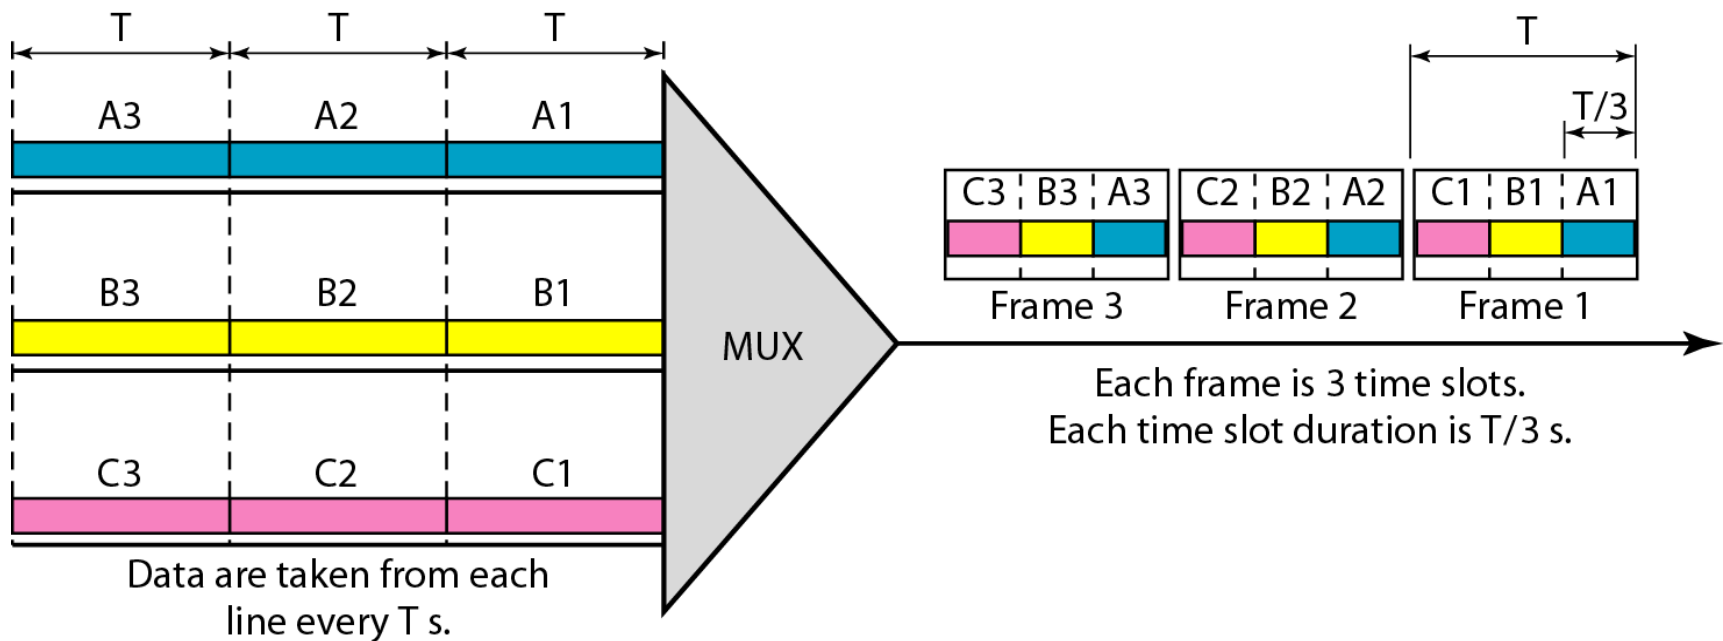 T T T
T
T/3
A3 A2 A1
C3 B3 A3 C2 B2 A2 C1 B1 A1
Frame 3 Frame 2 Frame 1
B3 B2 B1
MUX
Each frame is 3 time slots.
Each time slot duration is T/3 s.
C3 C2 C1
Data are taken from each
line every T s.